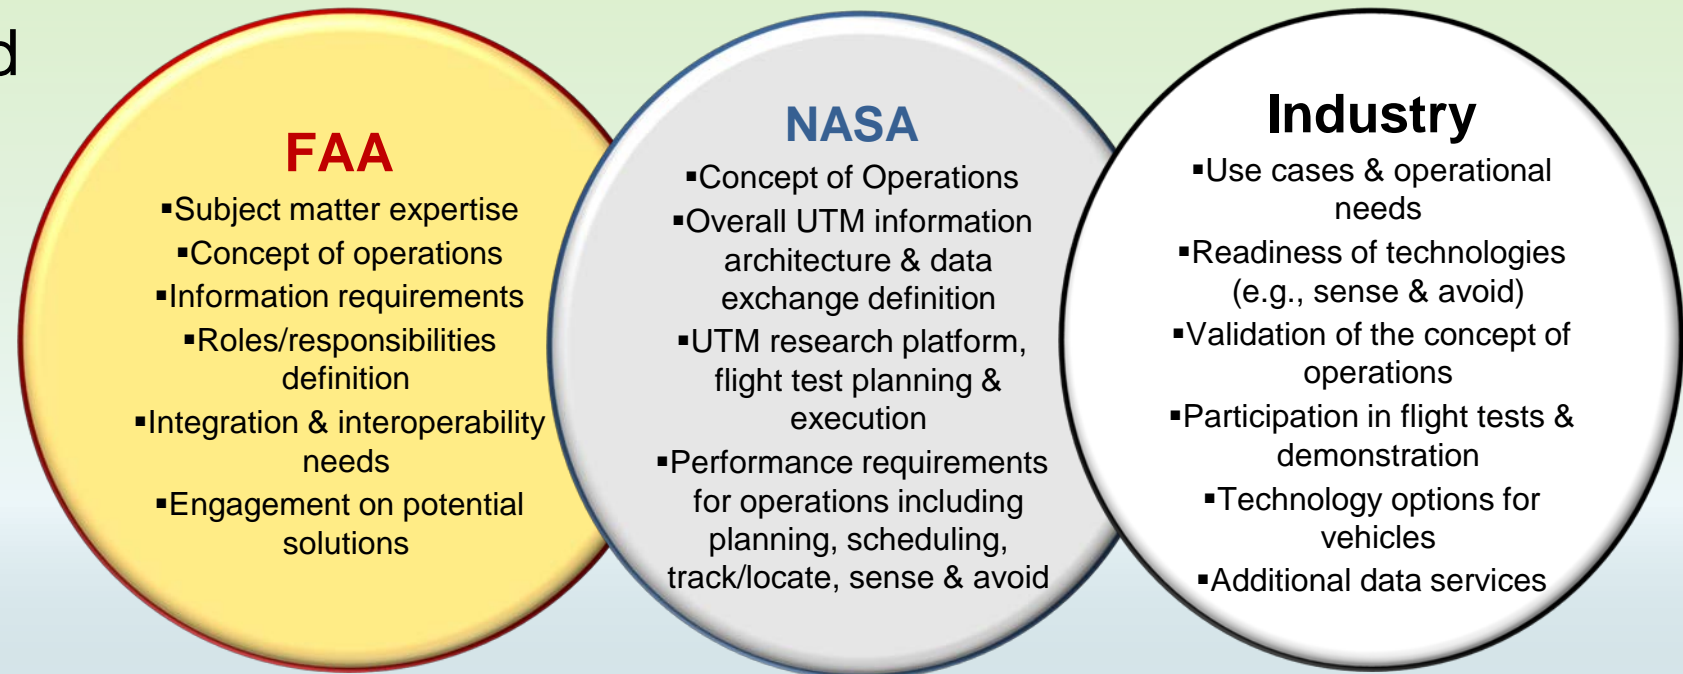 d
FAA
▪Subject matter expertise
▪Concept of operations
▪Information requirements
▪Roles/responsibilities
definition
▪Integration & interoperability
needs
▪Engagement on potential
solutions
NASA
▪Concept of Operations
▪Overall UTM information
architecture & data
exchange definition
▪UTM research platform,
flight test planning &
execution
▪Performance requirements
for operations including
planning, scheduling,
track/locate, sense & avoid
Industry
▪Use cases & operational
needs
▪Readiness of technologies
(e.g., sense & avoid)
▪Validation of the concept of
operations
▪Participation in flight tests &
demonstration
▪Technology options for
vehicles
▪Additional data services